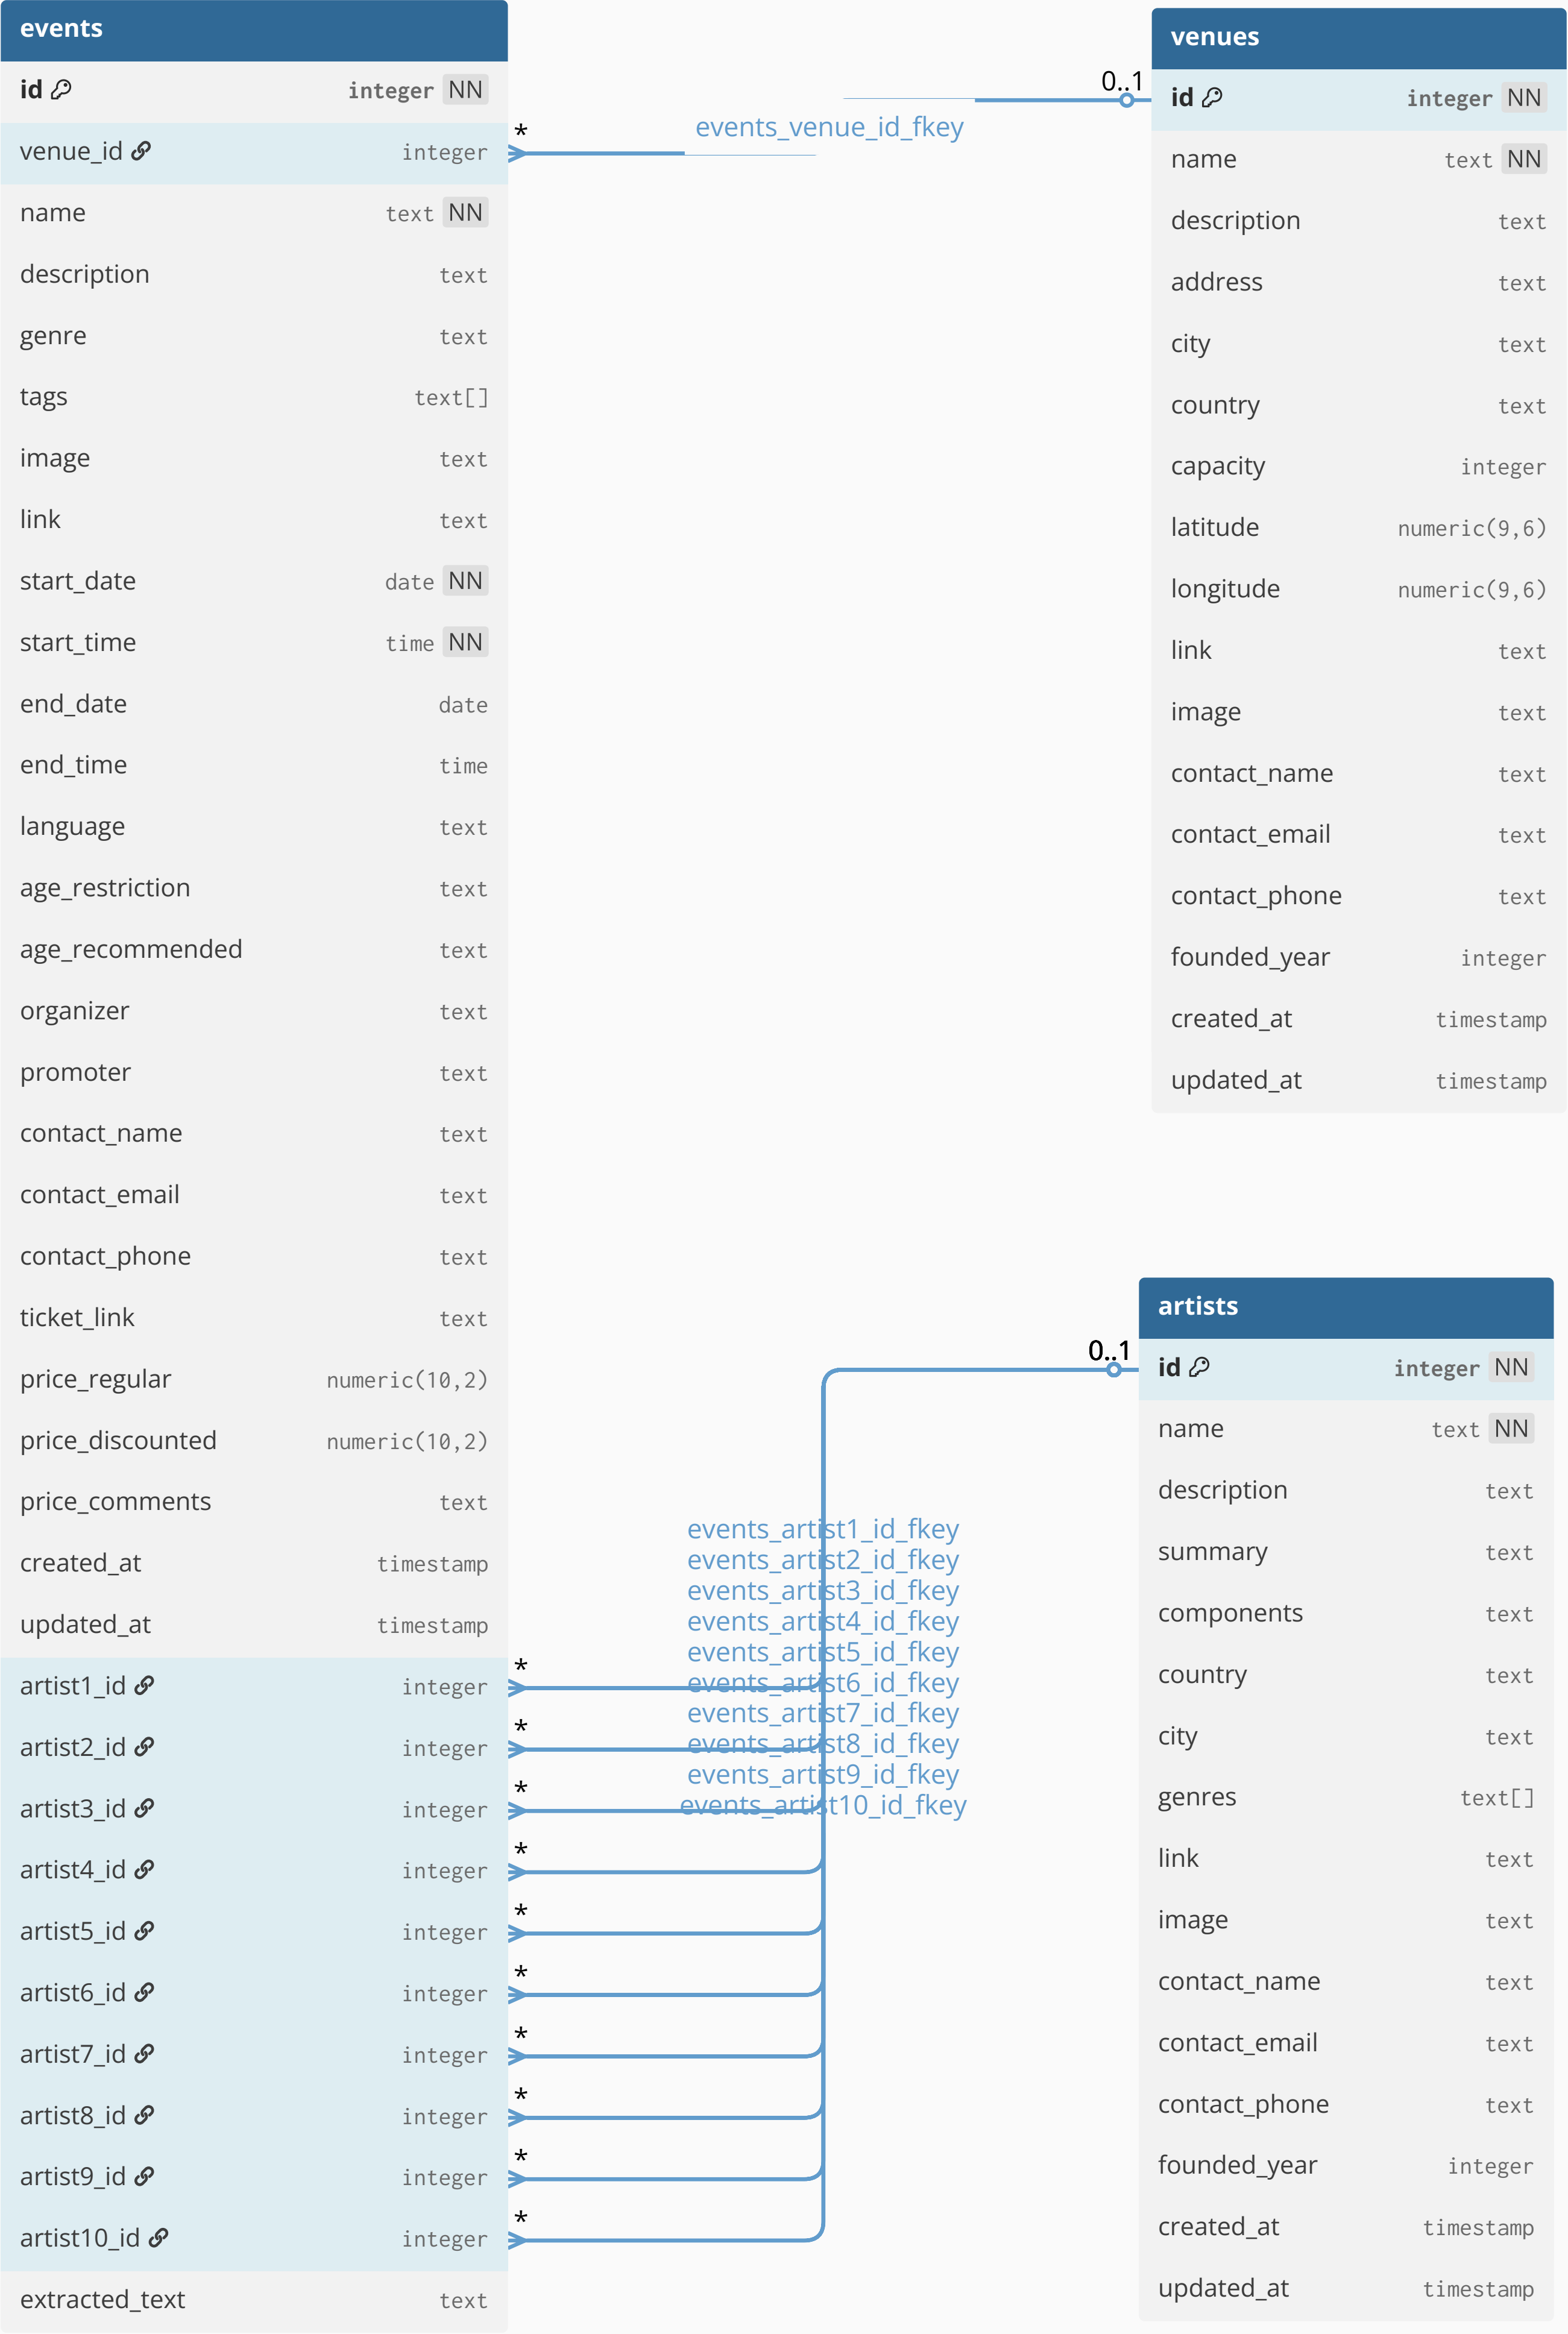 events
id integer NN
venue_id integer
name text NN
description text
genre text
tags text[]
image text
link text
start_date date NN
start_time time NN
end_date date
end_time time
language text
age_restriction text
age_recommended text
organizer text
promoter text
contact_name text
contact_email text
contact_phone text
ticket_link text
price_regular numeric(10,2)
price_discounted numeric(10,2)
price_comments text
created_at timestamp
updated_at timestamp
artist1_id integer
artist2_id integer
artist3_id integer
artist4_id integer
artist5_id integer
artist6_id integer
artist7_id integer
artist8_id integer
artist9_id integer
artist10_id integer
extracted_text text
*
events_venue_id_fkey
0..1
venues
id integer NN
name text NN
description text
address text
city text
country text
capacity integer
latitude numeric(9,6)
longitude numeric(9,6)
link text
image text
contact_name text
contact_email text
contact_phone text
founded_year integer
created_at timestamp
updated_at timestamp
0..1
events_artist1_id_fkey
events_artist2_id_fkey
events_artist3_id_fkey
events_artist4_id_fkey
events_artist5_id_fkey
events_artist6_id_fkey
events_artist7_id_fkey
events_artist8_id_fkey
events_artist9_id_fkey
events_artist10_id_fkey
*
*
*
*
*
*
*
*
*
*
artists
id integer NN
name text NN
description text
summary text
components text
country text
city text
genres text[]
link text
image text
contact_name text
contact_email text
contact_phone text
founded_year integer
created_at timestamp
updated_at timestamp